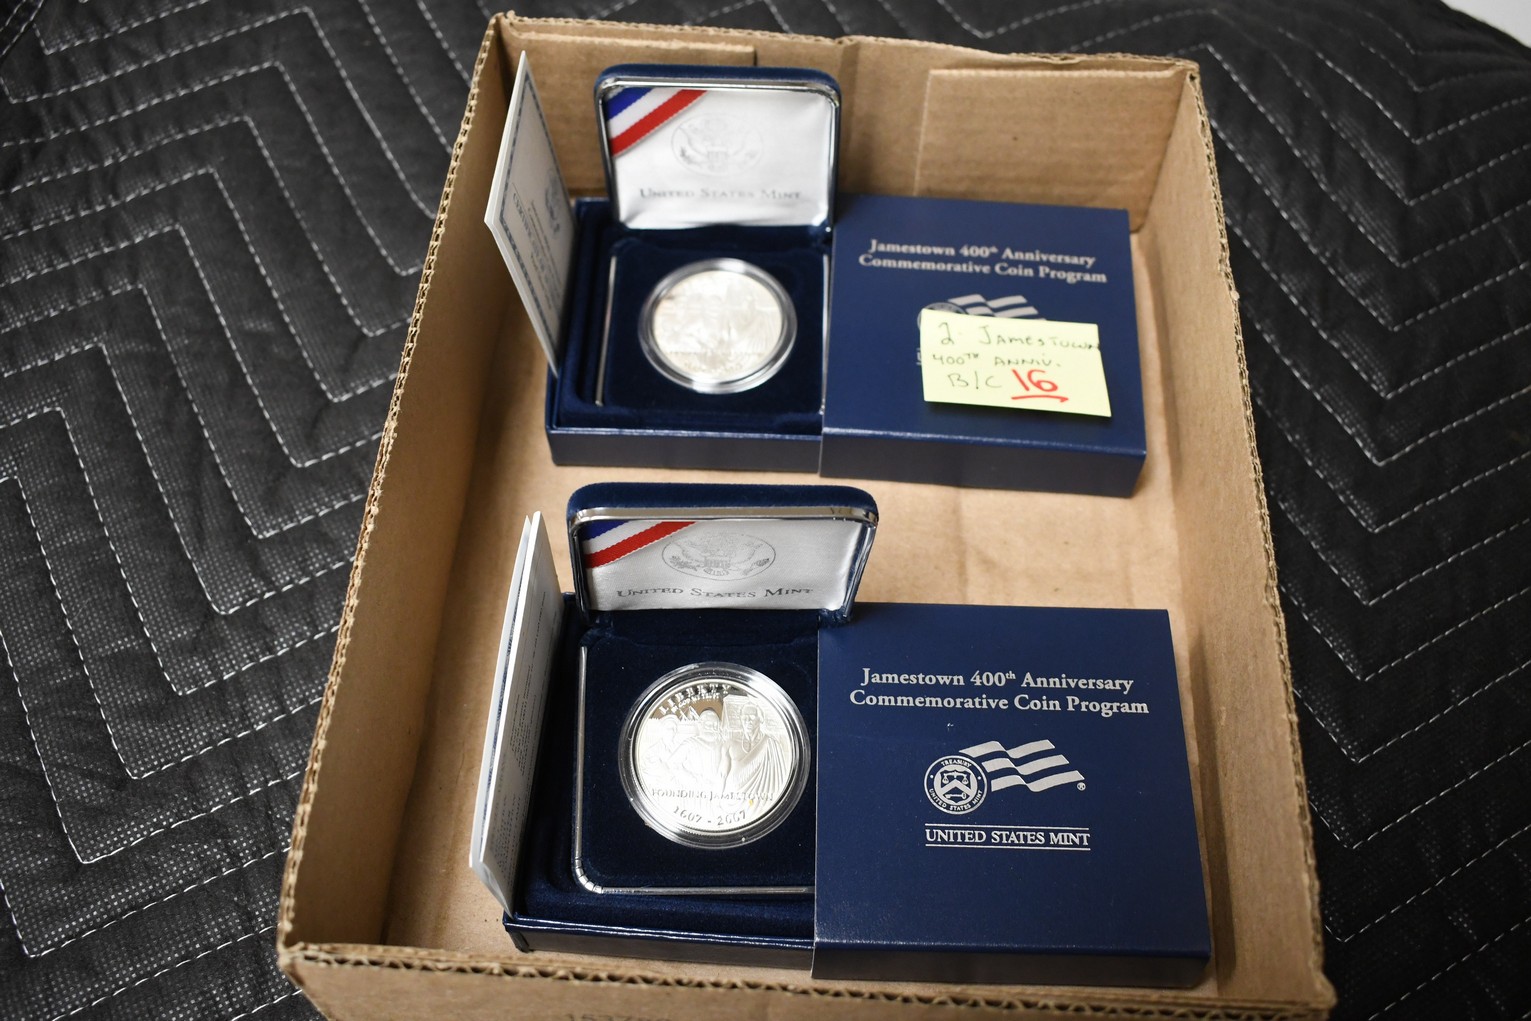 UNITED STATES MINT
Jamestown 400th Anniversary
Commemorative Coin Program
2 JAMESTOWN
400TH ANNIV.
B/C 16
UNITED STATES MINT
LIBERTY
FOUNDING JAMESTOWN
1607 - 2007
Jamestown 400th Anniversary
Commemorative Coin Program
TREASURY
UNITED STATES MINT
®
UNITED STATES MINT